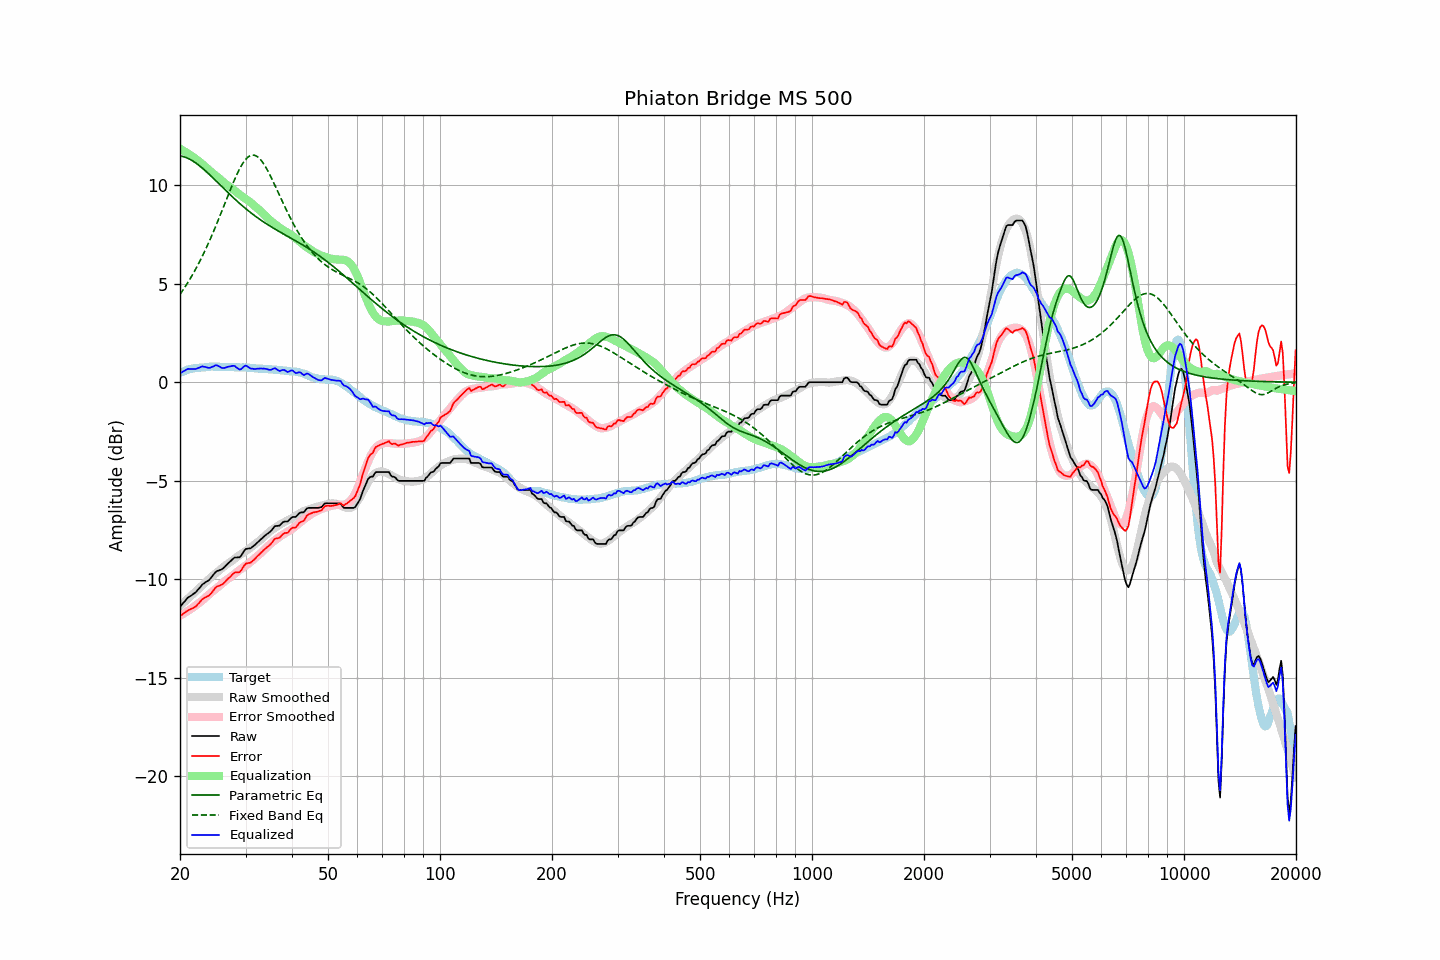 Phiaton Bridge MS 500
Amplitude (dBr)
10
5
0
−5
−10
−15
−20
Target
Raw Smoothed
Error Smoothed
Raw
Error
Equalization
Parametric Eq
Fixed Band Eq
Equalized
20 50 100 200 500 1000 2000 5000 10000 20000
Frequency (Hz)